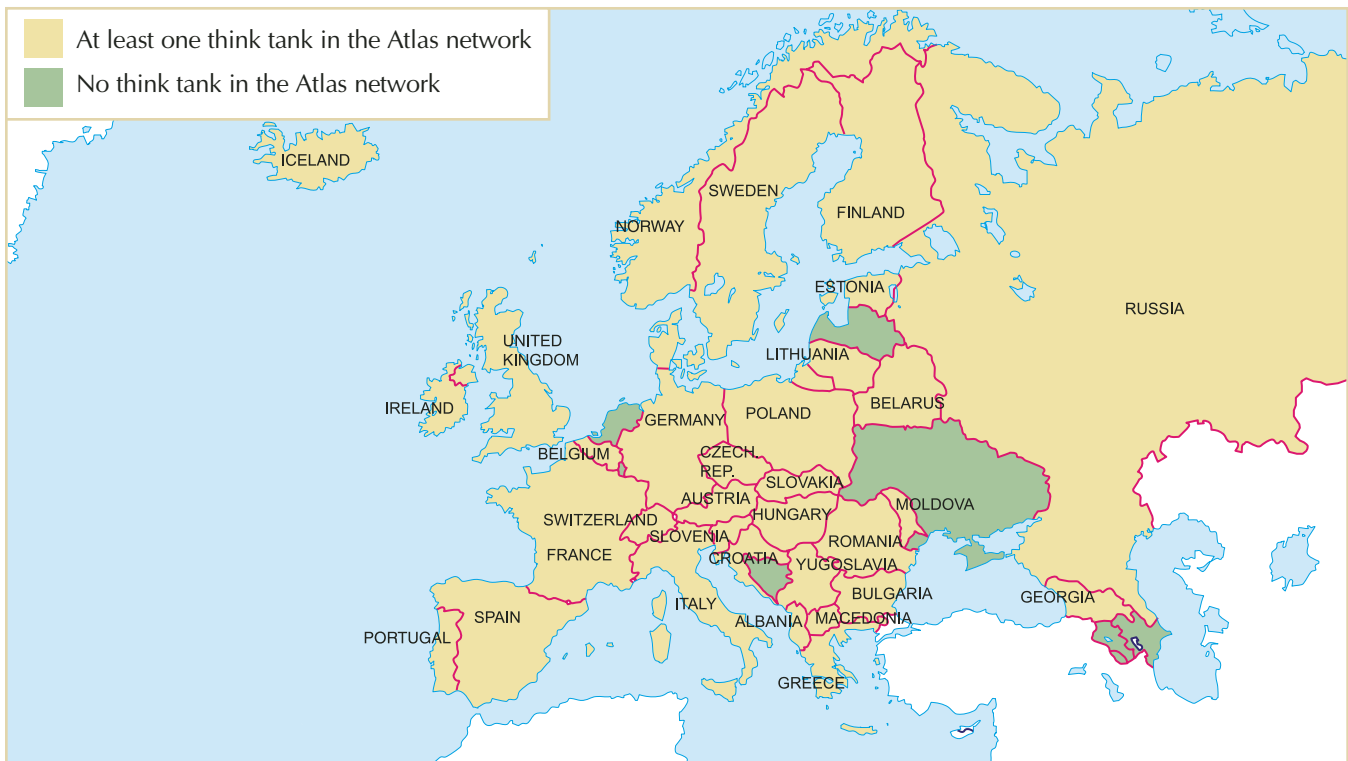 At least one think tank in the Atlas network
No think tank in the Atlas network
ICELAND
SWEDEN
FINLAND
NORWAY
ESTONIA
RUSSIA
UNITED
KINGDOM
LITHUANIA
IRELAND
BELARUS
GERMANY
POLAND
BELGIUM
CZECH.
REP.
SLOVAKIA
AUSTRIA
MOLDOVA
HUNGARY
SWITZERLAND
SLOVENIA
ROMANIA
FRANCE
CROATIA
YUGOSLAVIA
BULGARIA
GEORGIA
ITALY
SPAIN
ALBANIA
MACEDONIA
PORTUGAL
GREECE